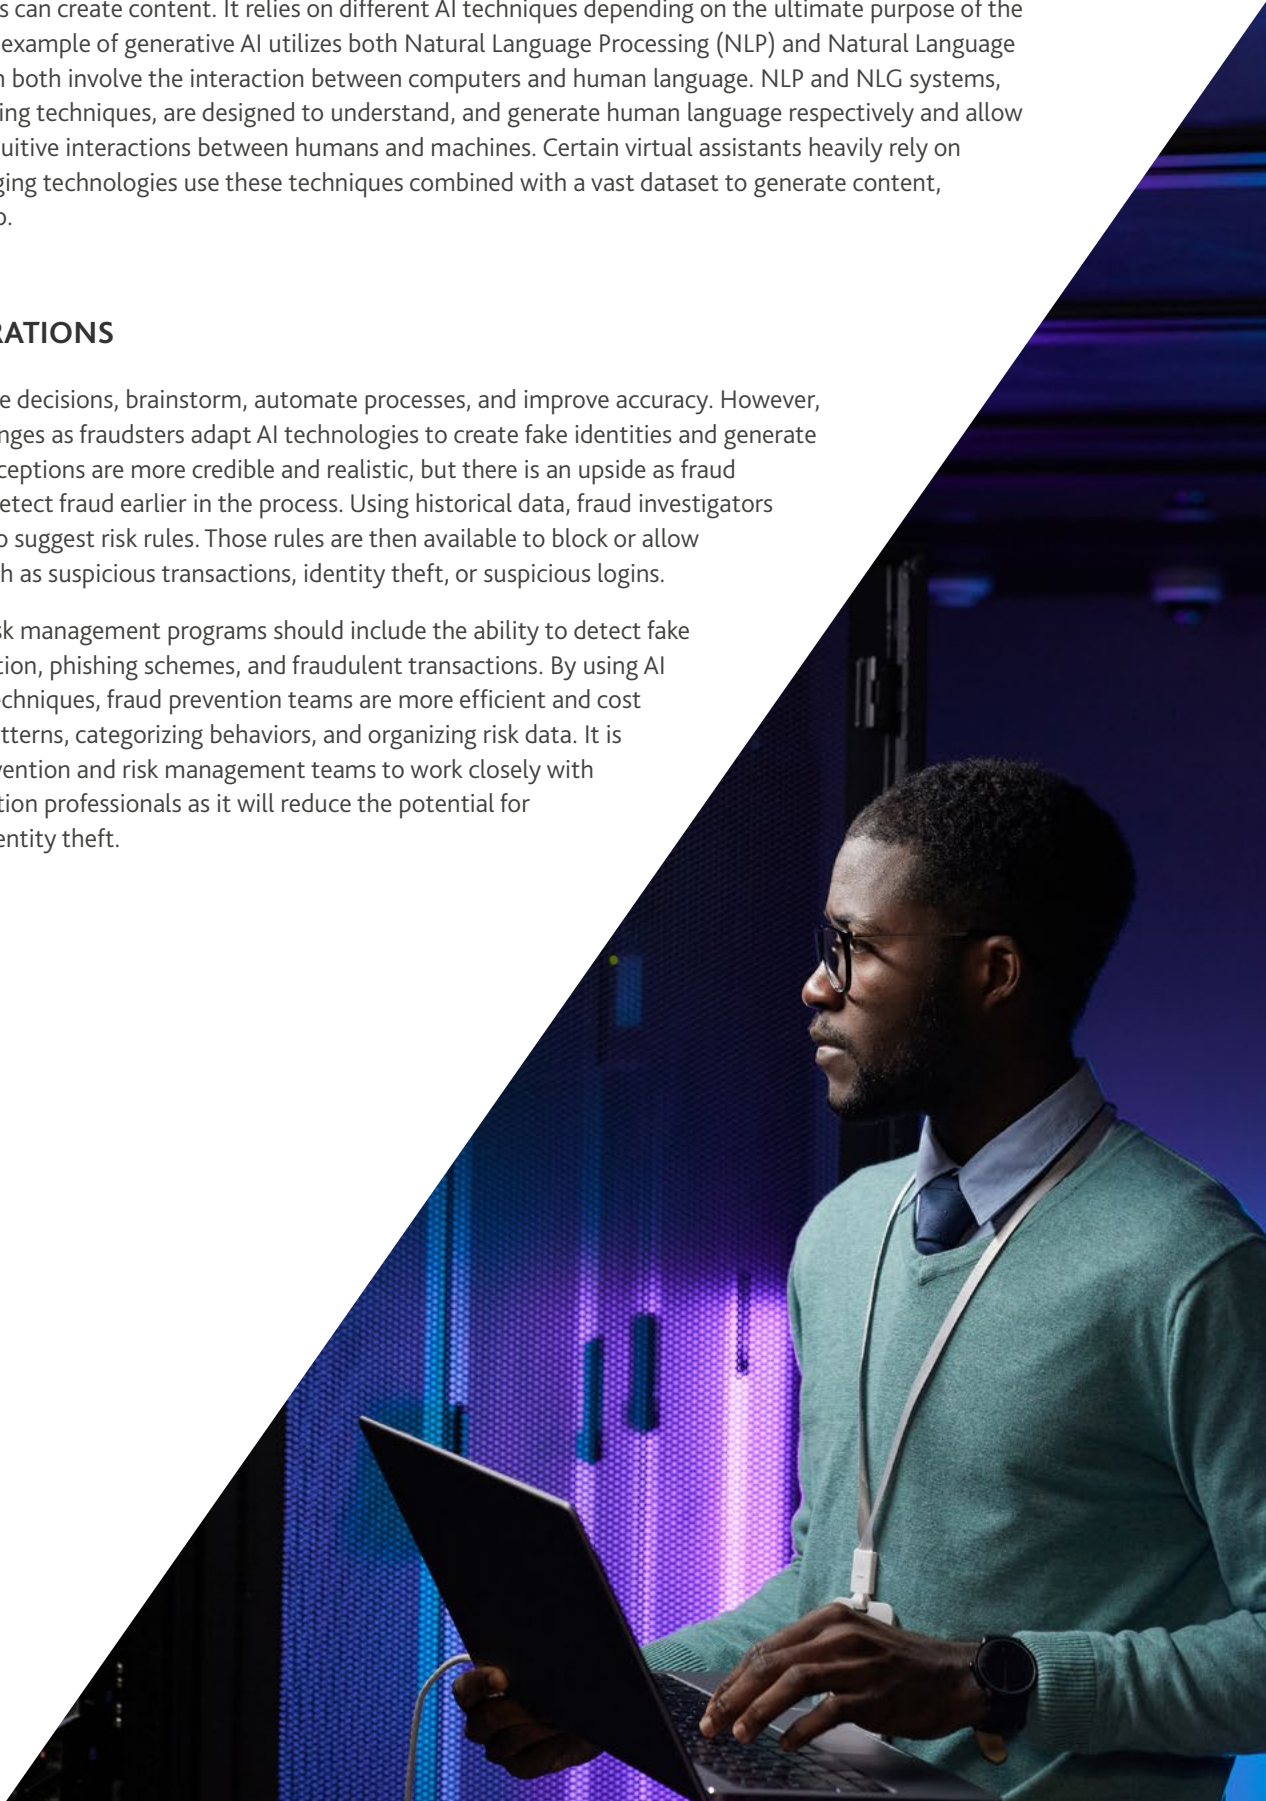 s can create content. It relies on different AI techniques depending on the ultimate purpose of the
example of generative AI utilizes both Natural Language Processing (NLP) and Natural Language
both involve the interaction between computers and human language. NLP and NLG systems,
ing techniques, are designed to understand, and generate human language respectively and allow
uitive interactions between humans and machines. Certain virtual assistants heavily rely on
ging technologies use these techniques combined with a vast dataset to generate content,
o.
RATIONS
e decisions, brainstorm, automate processes, and improve accuracy. However,
nges as fraudsters adapt AI technologies to create fake identities and generate
ceptions are more credible and realistic, but there is an upside as fraud
etect fraud earlier in the process. Using historical data, fraud investigators
o suggest risk rules. Those rules are then available to block or allow
h as suspicious transactions, identity theft, or suspicious logins.
sk management programs should include the ability to detect fake
tion, phishing schemes, and fraudulent transactions. By using AI
echniques, fraud prevention teams are more efficient and cost
tterns, categorizing behaviors, and organizing risk data. It is
vention and risk management teams to work closely with
tion professionals as it will reduce the potential for
entity theft.